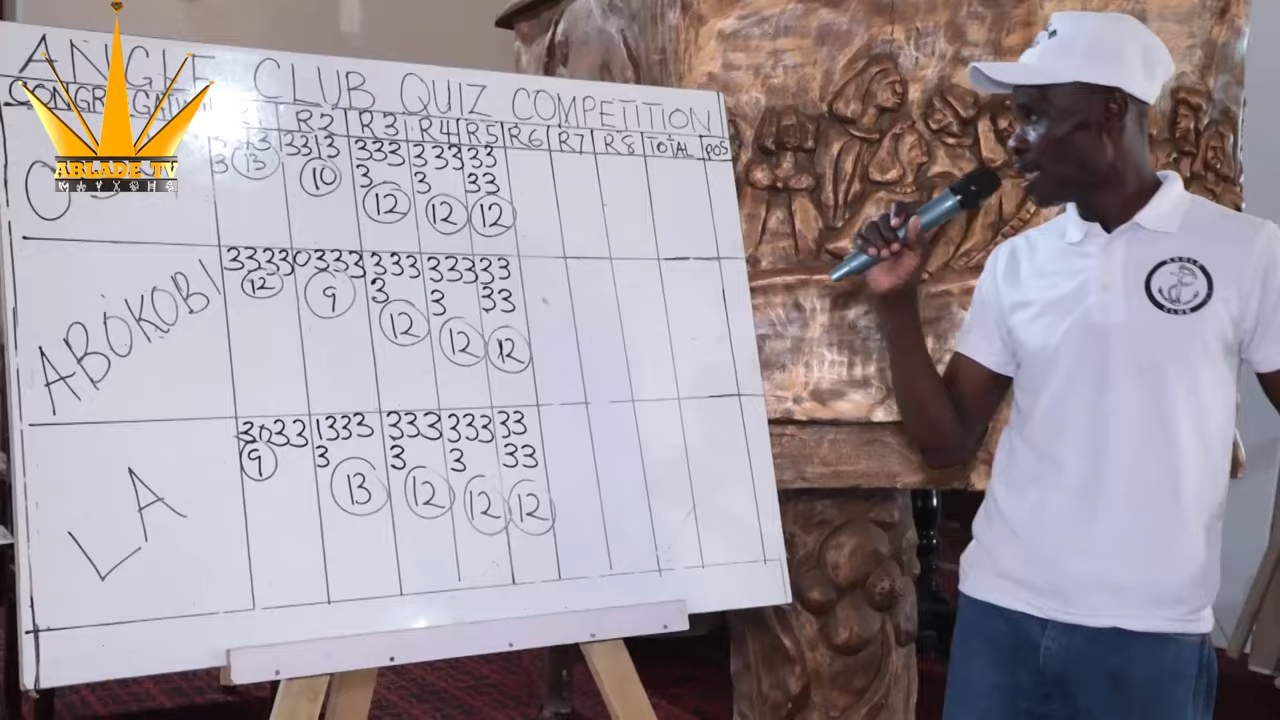 ANGLE CLUB QUIZ COMPETITION
R2 R3 R4 R5 R6 R7 R8 TOTAL POS
3313 333 333 33
3 3 33
13 10 12 12 12
ABOKOBI 3333 0333 333 333 33
3 3 33
12 9 12 12 12
LA 3033 1333 333 333 33
3 3 3 33
9 13 12 12 12
ABLADE TV
ANGLE
CLUB